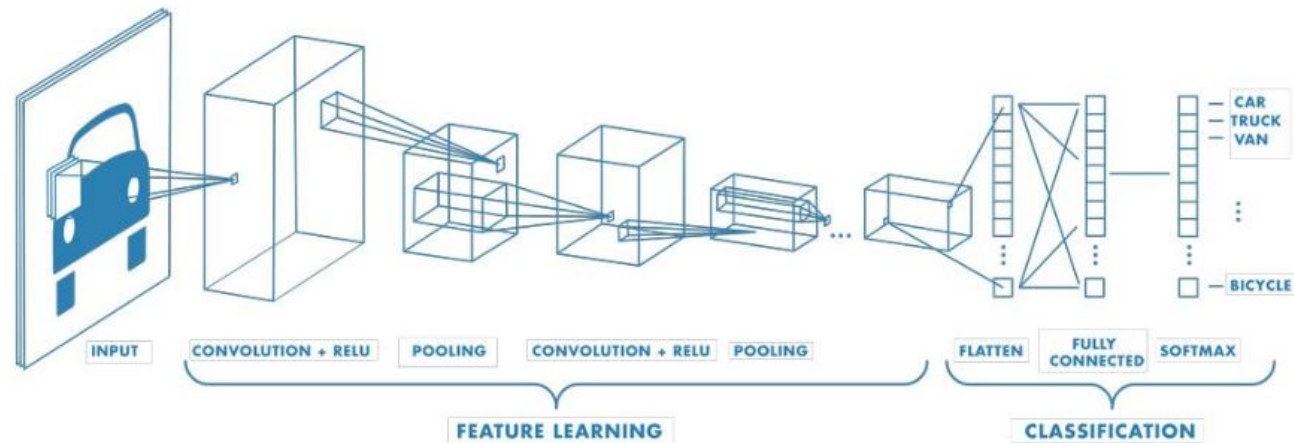 CAR
TRUCK
VAN
...
⋮
⋮
⋮
BICYCLE
INPUT
CONVOLUTION + RELU
POOLING
CONVOLUTION + RELU
POOLING
FLATTEN
FULLY
CONNECTED
SOFTMAX
FEATURE LEARNING
CLASSIFICATION